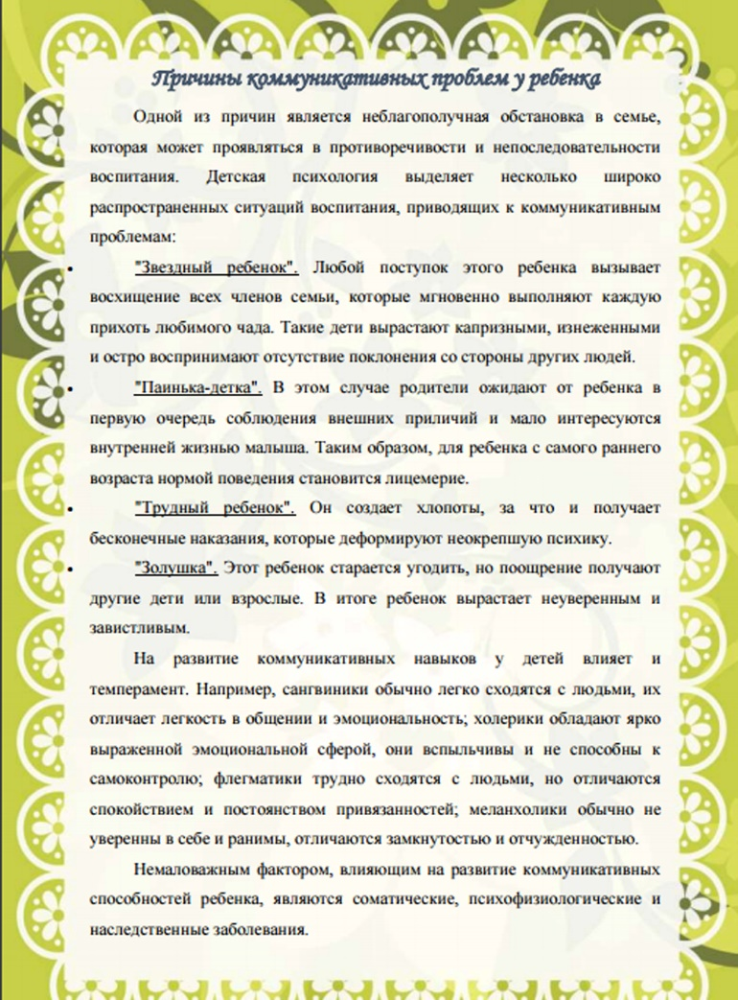 Причины коммуникативных проблем у ребенка
Одной из причин является неблагополучная обстановка в семье,
которая может проявляться в противоречивости и непоследовательности
воспитания. Детская психология выделяет несколько широко
распространенных ситуаций воспитания, приводящих к коммуникативным
проблемам:
• "Звездный ребенок". Любой поступок этого ребенка вызывает
восхищение всех членов семьи, которые мгновенно выполняют каждую
прихоть любимого чада. Такие дети вырастают капризными, изнеженными
и остро воспринимают отсутствие поклонения со стороны других людей.
• "Паинька-детка". В этом случае родители ожидают от ребенка в
первую очередь соблюдения внешних приличий и мало интересуются
внутренней жизнью малыша. Таким образом, для ребенка с самого раннего
возраста нормой поведения становится лицемерие.
• "Трудный ребенок". Он создает хлопоты, за что и получает
бесконечные наказания, которые деформируют неокрепшую психику.
• "Золушка". Этот ребенок старается угодить, но поощрение получают
другие дети или взрослые. В итоге ребенок вырастает неуверенным и
завистливым.
На развитие коммуникативных навыков у детей влияет и
темперамент. Например, сангвиники обычно легко сходятся с людьми, их
отличает легкость в общении и эмоциональность; холерики обладают ярко
выраженной эмоциональной сферой, они вспыльчивы и не способны к
самоконтролю; флегматики трудно сходятся с людьми, но отличаются
спокойствием и постоянством привязанностей; меланхолики обычно не
уверенны в себе и ранимы, отличаются замкнутостью и отчужденностью.
Немаловажным фактором, влияющим на развитие коммуникативных
способностей ребенка, являются соматические, психофизиологические и
наследственные заболевания.